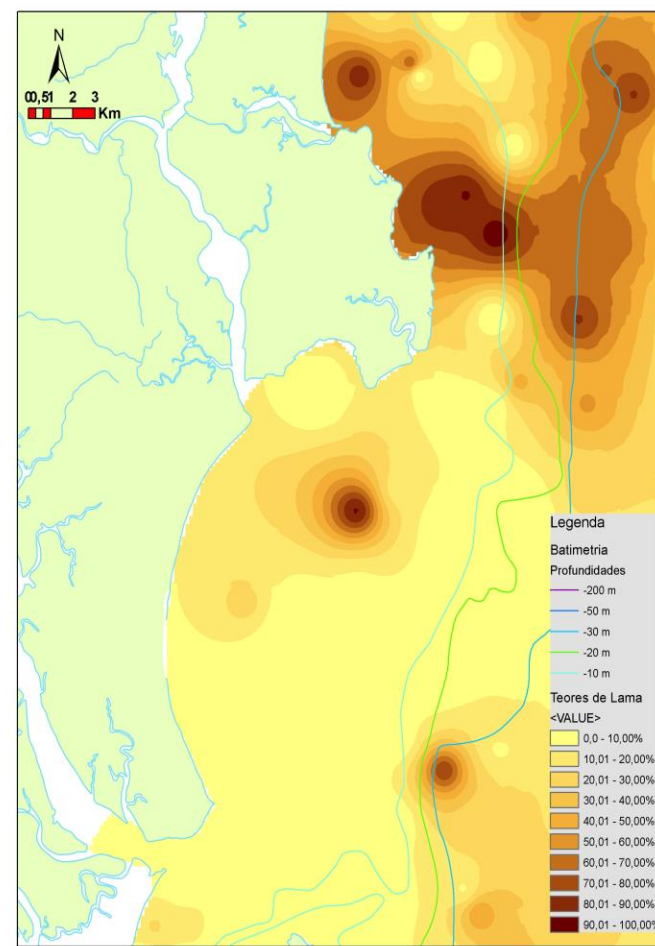 N
0 0,5 1 2 3
Km
Legenda
Batimetria
Profundidades
-200 m
-50 m
-30 m
-20 m
-10 m
Teores de Lama
<VALUE>
0,0 - 10,00%
10,01 - 20,00%
20,01 - 30,00%
30,01 - 40,00%
40,01 - 50,00%
50,01 - 60,00%
60,01 - 70,00%
70,01 - 80,00%
80,01 - 90,00%
90,01 - 100,00%